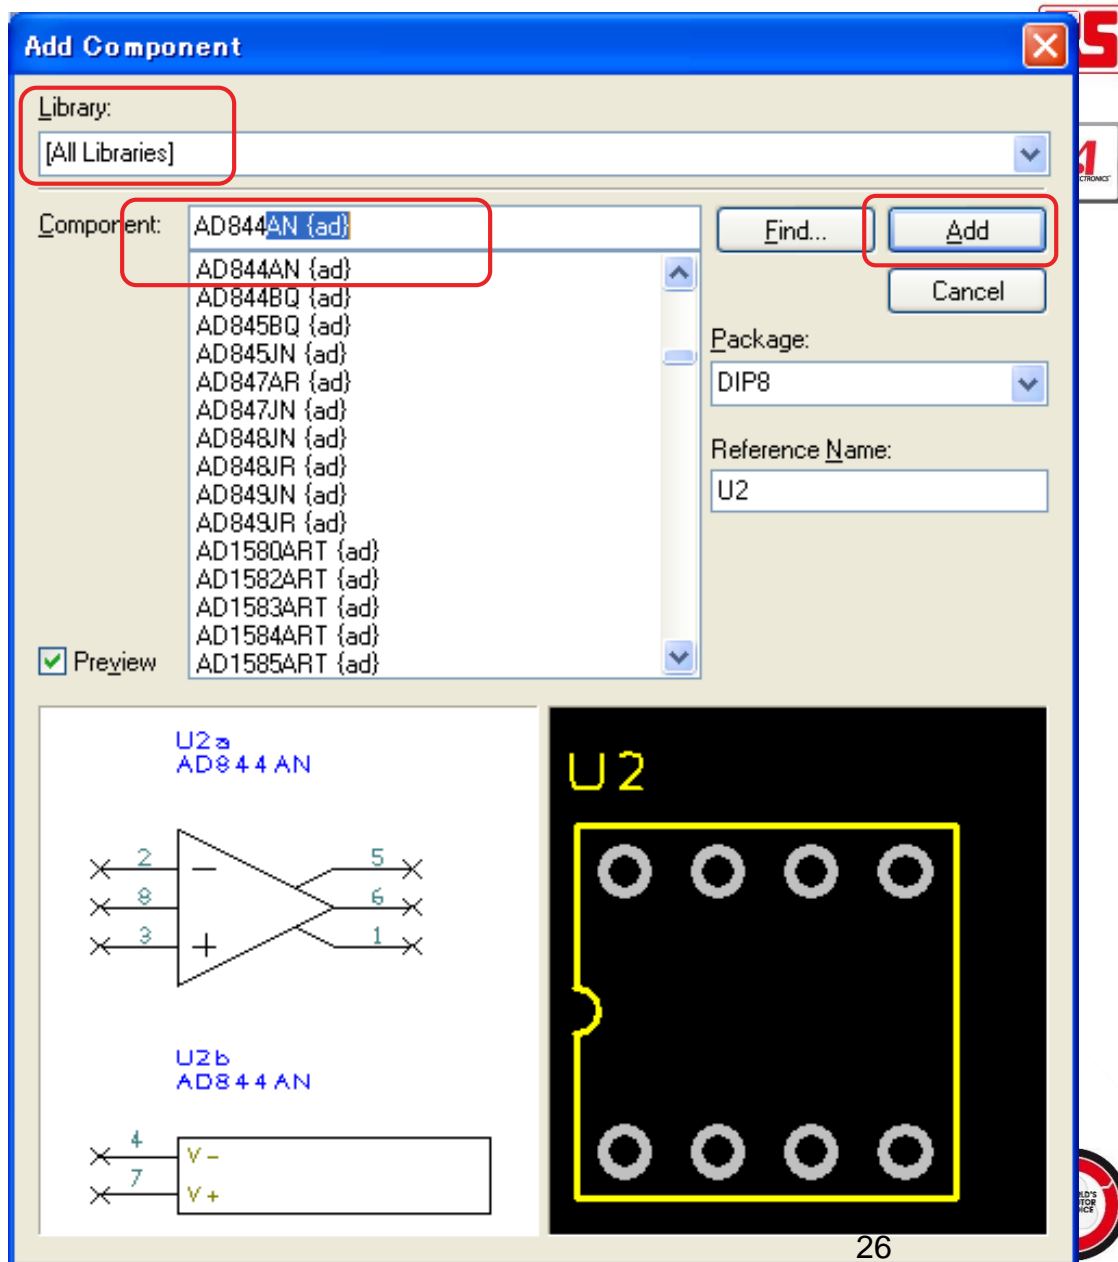 Add Component
RS
Library:
[All Libraries]
Component:
AD844AN {ad}
Find...
Add
AD844AN {ad}
AD844BQ {ad}
AD845BQ {ad}
AD845JN {ad}
AD847AR {ad}
AD847JN {ad}
AD848JN {ad}
AD848JR {ad}
AD849JN {ad}
AD849JR {ad}
AD1580ART {ad}
AD1582ART {ad}
AD1583ART {ad}
AD1584ART {ad}
AD1585ART {ad}
Cancel
Package:
DIP8
Reference Name:
U2
Preview
U2a
AD844AN
2
8
3
5
6
1
U2b
AD844AN
4
7
V-
V+
U2
26